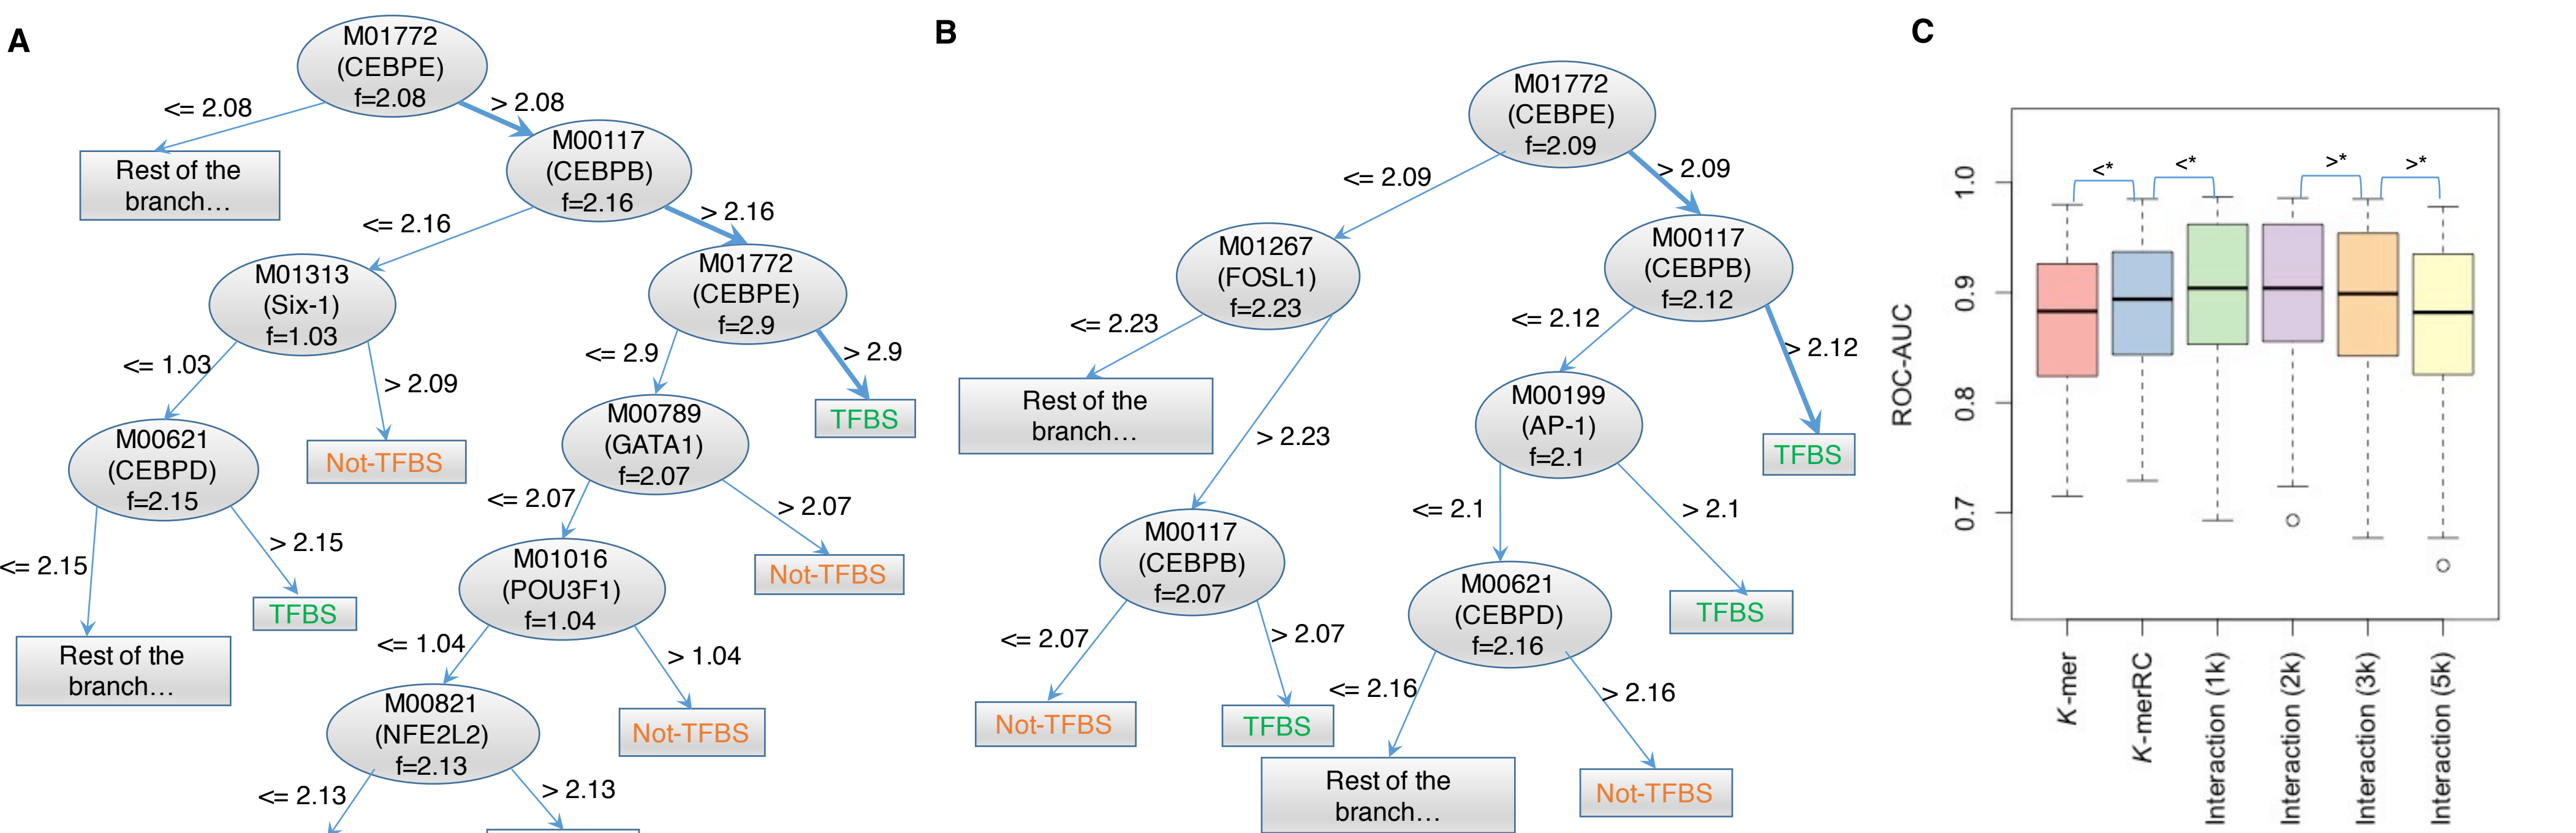 A
M01772
(CEBPE)
f=2.08
<= 2.08
> 2.08
Rest of the
branch…
M00117
(CEBPB)
f=2.16
<= 2.16
> 2.16
M01313
(Six-1)
f=1.03
M01772
(CEBPE)
f=2.9
<= 1.03
> 2.09
<= 2.9
> 2.9
TFBS
M00621
(CEBPD)
f=2.15
Not-TFBS
M00789
(GATA1)
f=2.07
<= 2.15
> 2.15
<= 2.07
> 2.07
TFBS
Rest of the
branch…
M01016
(POU3F1)
f=1.04
Not-TFBS
<= 1.04
> 1.04
M00821
(NFE2L2)
f=2.13
Not-TFBS
<= 2.13
> 2.13
B
M01772
(CEBPE)
f=2.09
<= 2.09
> 2.09
M01267
(FOSL1)
f=2.23
M00117
(CEBPB)
f=2.12
<= 2.23
> 2.23
<= 2.12
> 2.12
Rest of the
branch…
M00199
(AP-1)
f=2.1
TFBS
<= 2.1
> 2.1
M00117
(CEBPB)
f=2.07
M00621
(CEBPD)
f=2.16
TFBS
<= 2.07
> 2.07
<= 2.16
> 2.16
Not-TFBS
TFBS
Rest of the
branch…
Not-TFBS
C
<*
<*
>*
>*
ROC-AUC
1.0
0.9
0.8
0.7
K-mer
K-merRC
Interaction (1k)
Interaction (2k)
Interaction (3k)
Interaction (5k)